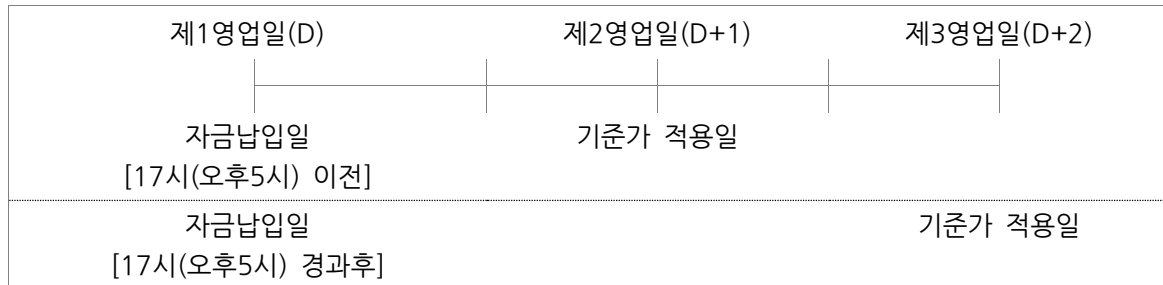 제1영업일(D) 제2영업일(D+1) 제3영업일(D+2)
자금납입일 기준가 적용일
[17시(오후5시) 이전]
자금납입일 기준가 적용일
[17시(오후5시) 경과후]